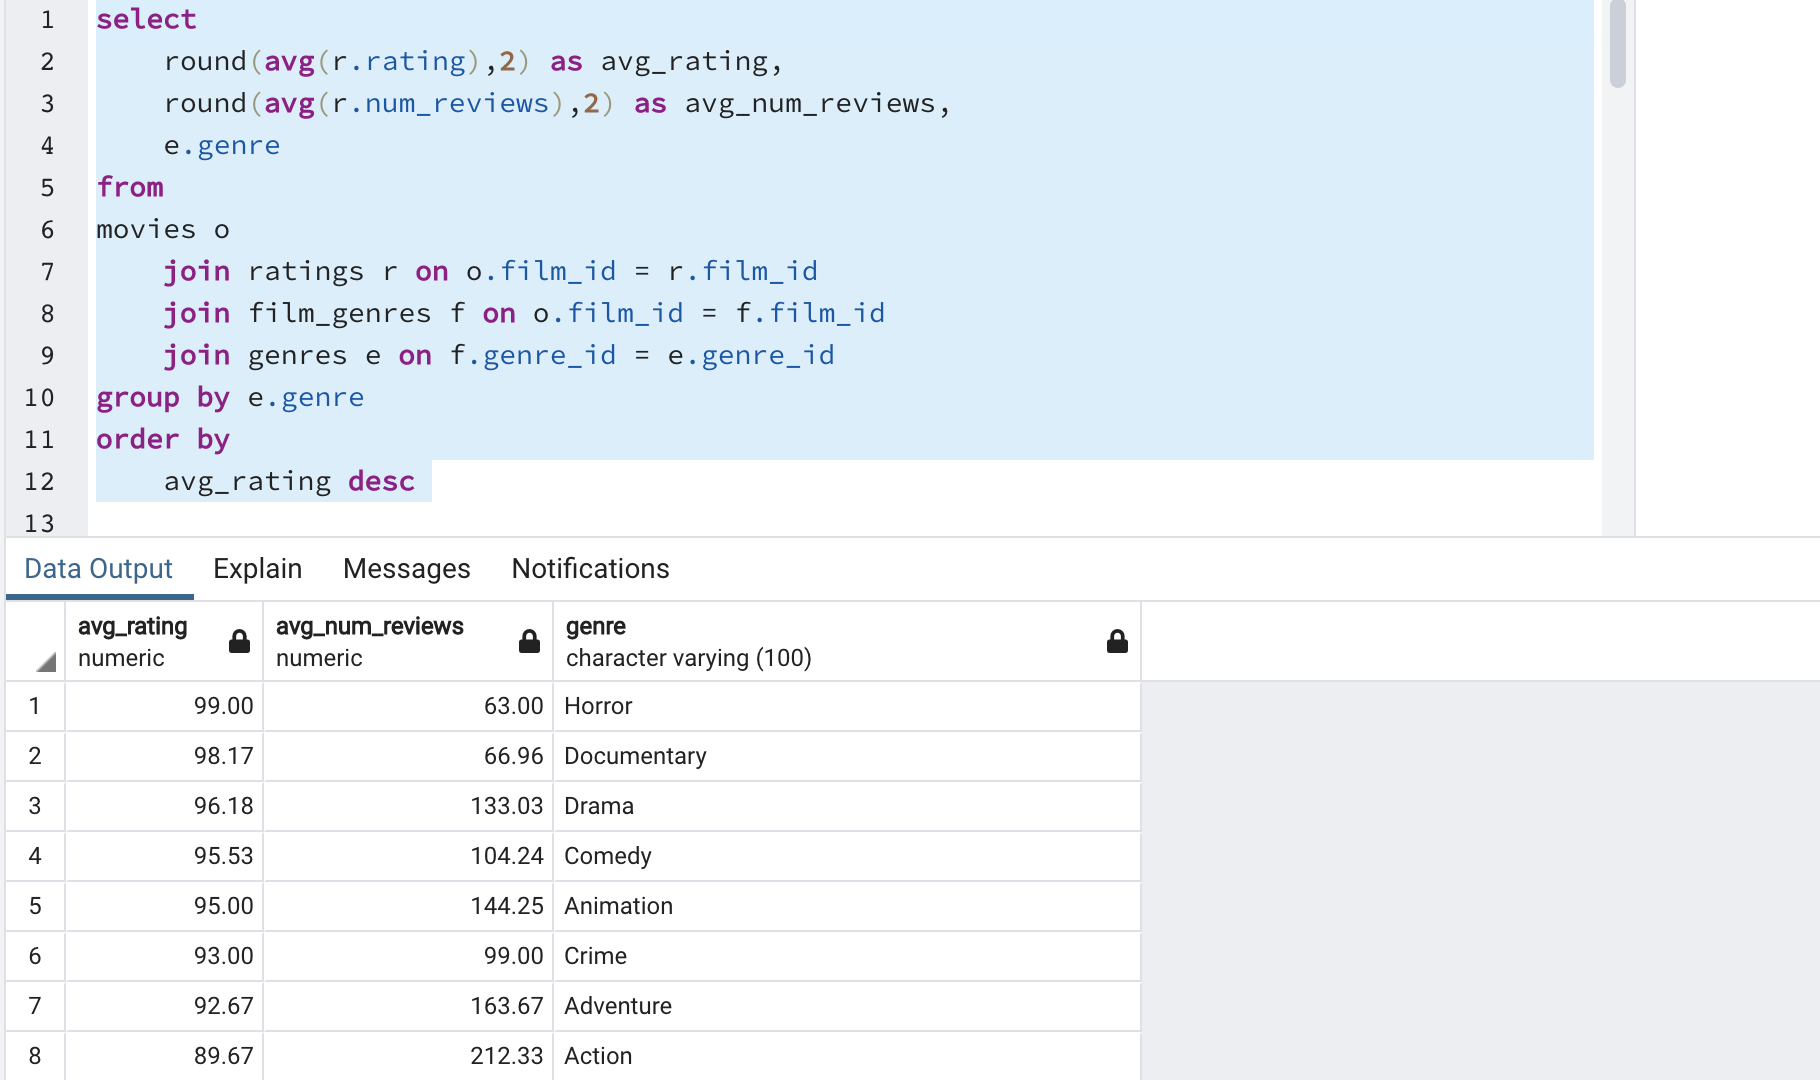 1 select
2 round(avg(r.rating),2) as avg_rating,
3 round(avg(r.num_reviews),2) as avg_num_reviews,
4 e.genre
5 from
6 movies o
7 join ratings r on o.film_id = r.film_id
8 join film_genres f on o.film_id = f.film_id
9 join genres e on f.genre_id = e.genre_id
10 group by e.genre
11 order by
12 avg_rating desc
13
Data Output Explain Messages Notifications
avg_rating avg_num_reviews genre
numeric numeric character varying (100)
1 99.00 63.00 Horror
2 98.17 66.96 Documentary
3 96.18 133.03 Drama
4 95.53 104.24 Comedy
5 95.00 144.25 Animation
6 93.00 99.00 Crime
7 92.67 163.67 Adventure
8 89.67 212.33 Action